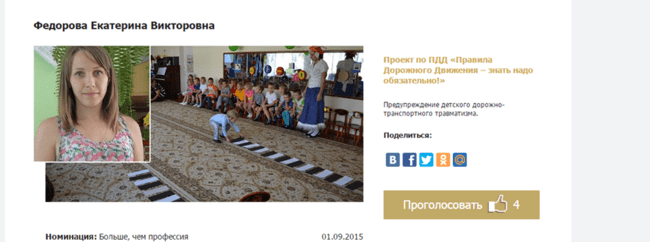 Федорова Екатерина Викторовна
Проект по ПДД «Правила
Дорожного Движения – знать надо
обязательно!»
Предупреждение детского дорожно-
транспортного травматизма.
Поделиться:
Проголосовать 4
Номинация: Больше, чем профессия
01.09.2015